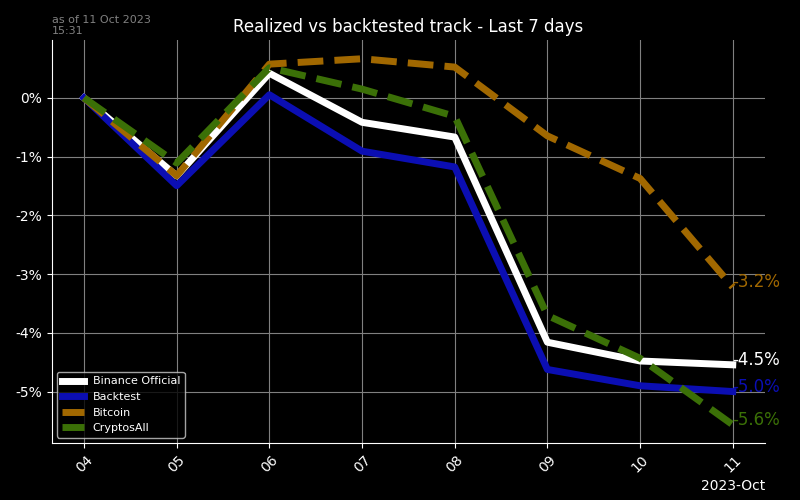 as of 11 Oct 2023
15:31
Realized vs backtested track - Last 7 days
0%
-1%
-2%
-3%
-4%
-5%
-3.2%
-4.5%
-5.0%
-5.6%
Binance Official
Backtest
Bitcoin
CryptosAll
04
05
06
07
08
09
10
11
2023-Oct